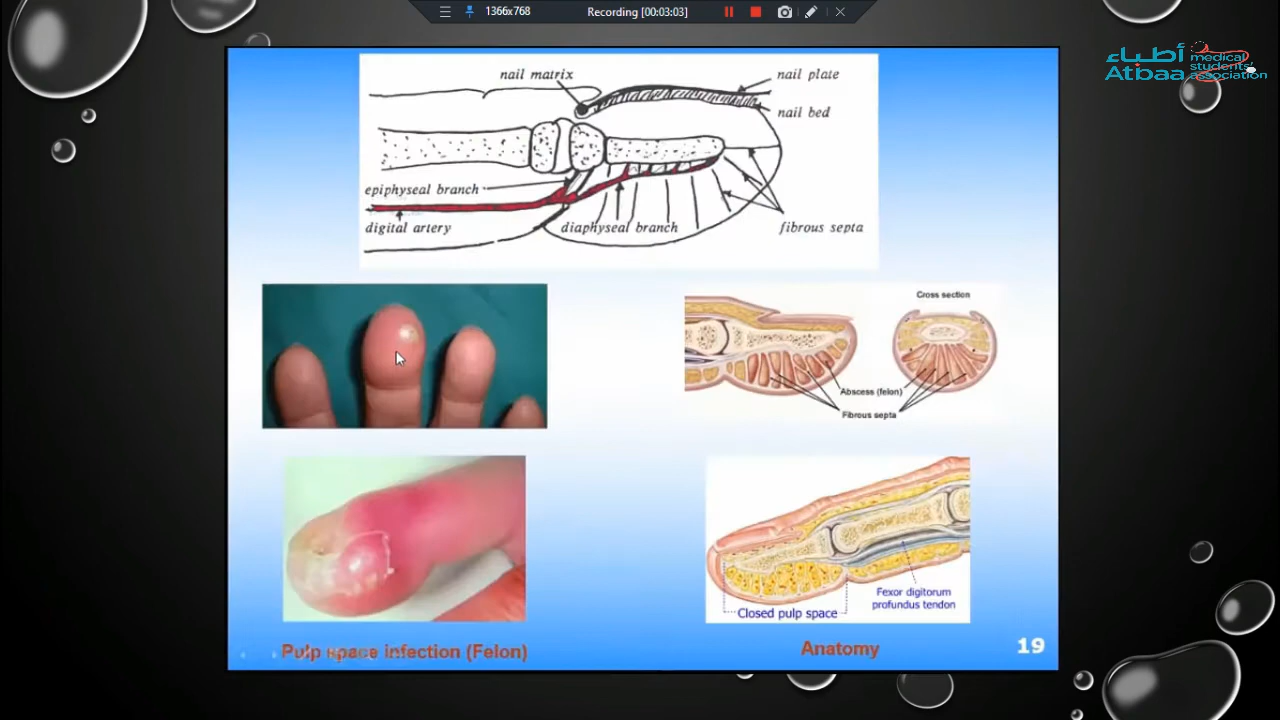 1366x768
Recording [00:03:03]
أطباء
Atbaa
medical
students'
association
nail matrix
nail plate
nail bed
epiphyseal branch
digital artery
diaphyseal branch
fibrous septa
Cross section
Abscess (felon)
Fibrous septa
Fexor digitorum
profundus tendon
Closed pulp space
Pulp space infection (Felon)
Anatomy
19